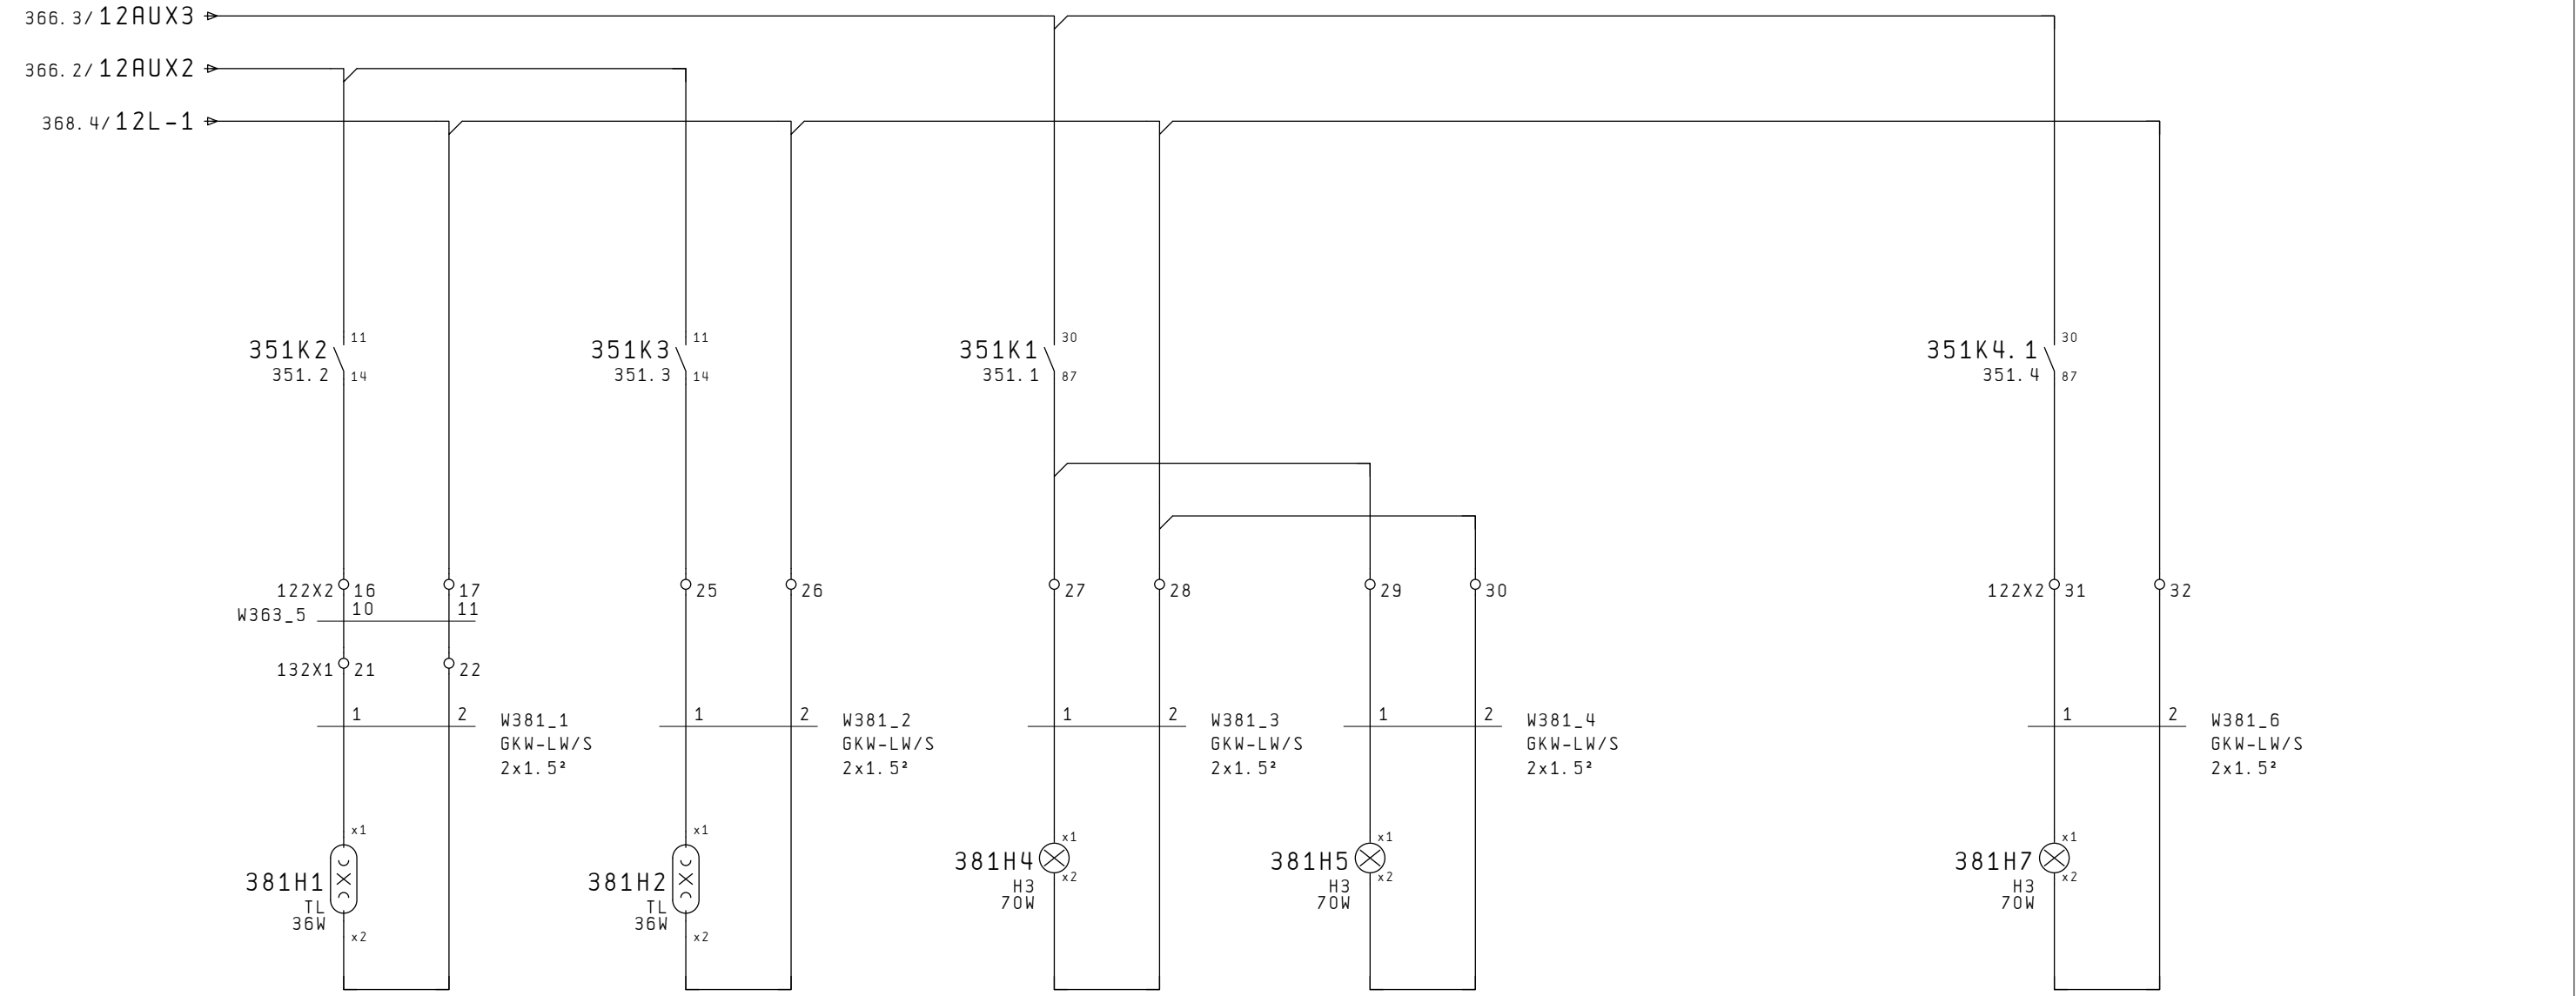 366.3/12AUX3
366.2/12AUX2
368.4/12L-1
11 11 30 30
351K2 351K3 351K1 351K4.1
351.2 14 351.3 14 351.1 87 351.4 87
122X2 16 17 25 26 27 28 29 30 122X2 31 32
W363_5 10 11
132X1 21 22
1 2 W381_1 1 2 W381_2 1 2 W381_3 1 2 W381_4 1 2 W381_6
GKW-LW/S GKW-LW/S GKW-LW/S GKW-LW/S GKW-LW/S
2x1.5² 2x1.5² 2x1.5² 2x1.5² 2x1.5²
x1 x1 x1 x1 x1
381H1 381H2 381H4 381H5 381H7
x2 x2 x2
TL TL H3 H3 H3
36W 36W 70W 70W 70W
x2 x2